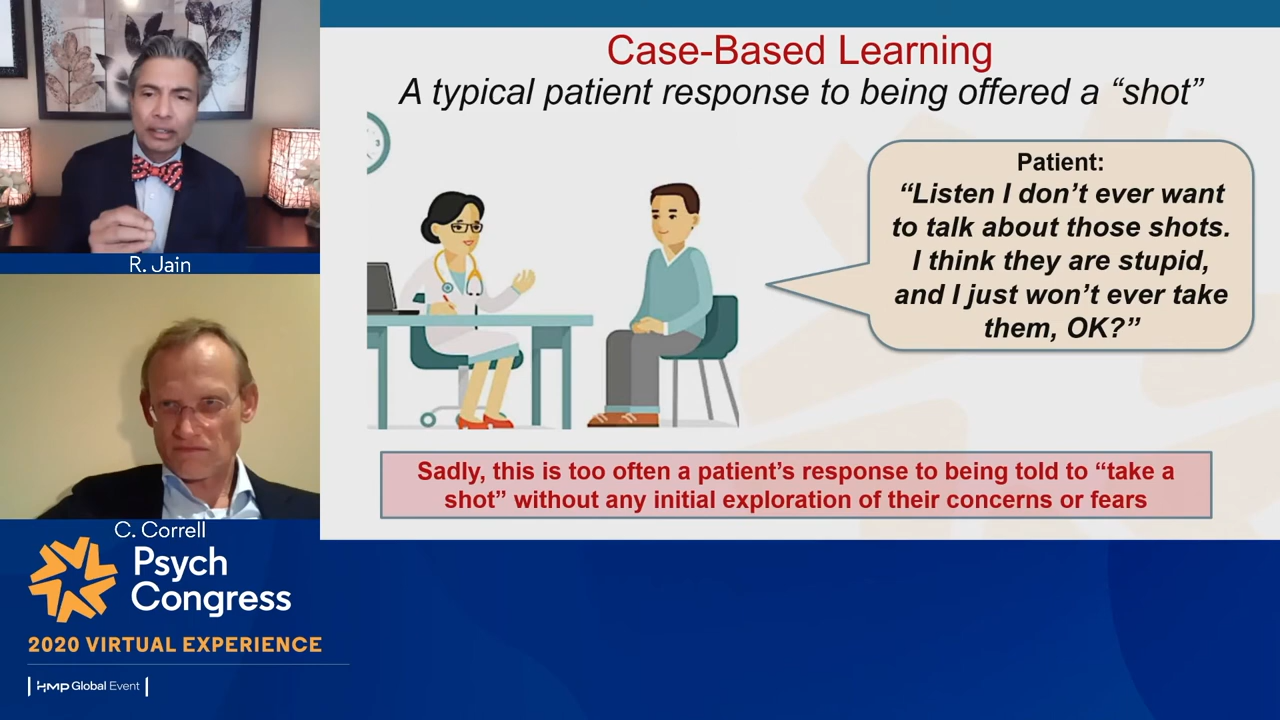 Case-Based Learning
A typical patient response to being offered a “shot”
3
Patient:
“Listen I don’t ever want
to talk about those shots.
I think they are stupid,
and I just won’t ever take
them, OK?”
Sadly, this is too often a patient’s response to being told to “take a
shot” without any initial exploration of their concerns or fears
R. Jain
C. Correll
Psych
Congress
2020 VIRTUAL EXPERIENCE
HMP Global Event